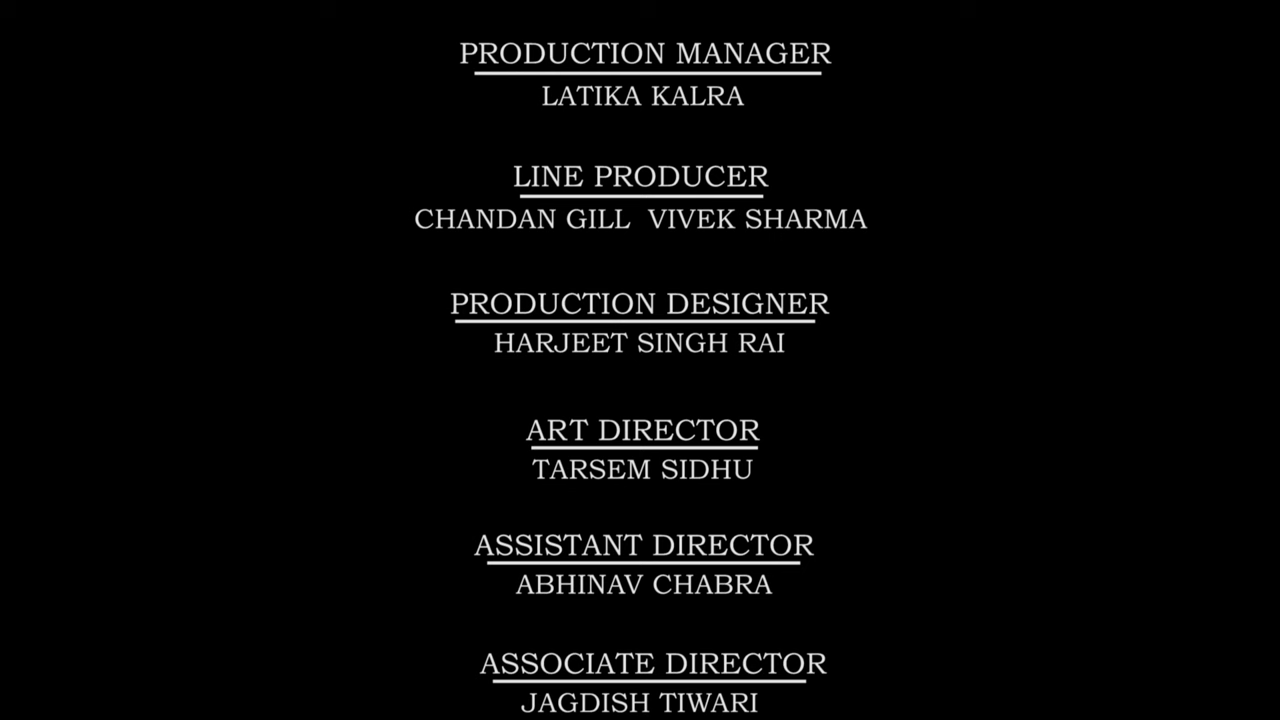 PRODUCTION MANAGER
LATIKA KALRA
LINE PRODUCER
CHANDAN GILL  VIVEK SHARMA
PRODUCTION DESIGNER
HARJEET SINGH RAI
ART DIRECTOR
TARSEM SIDHU
ASSISTANT DIRECTOR
ABHINAV CHABRA
ASSOCIATE DIRECTOR
JAGDISH TIWARI